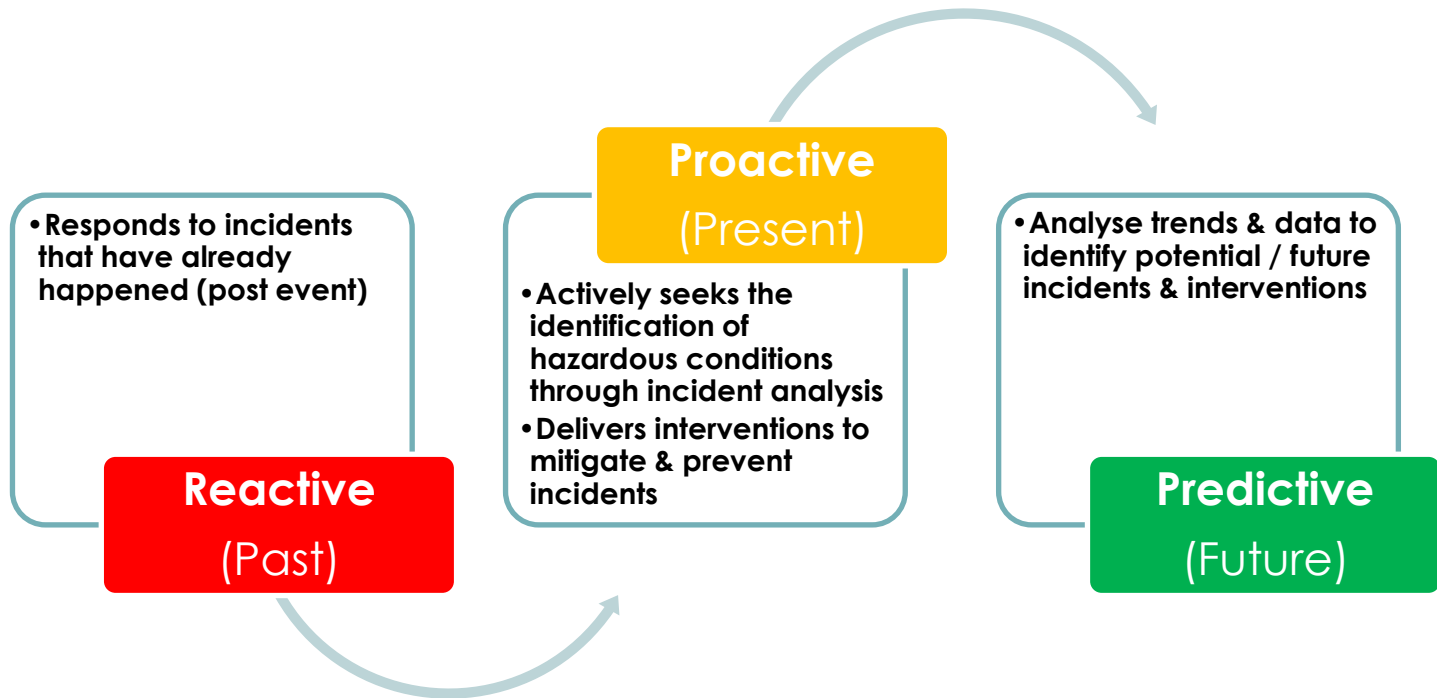 •Responds to incidents
that have already
happened (post event)
Reactive
(Past)
Proactive
(Present)
•Actively seeks the
identification of
hazardous conditions
through incident analysis
•Delivers interventions to
mitigate & prevent
incidents
•Analyse trends & data to
identify potential / future
incidents & interventions
Predictive
(Future)